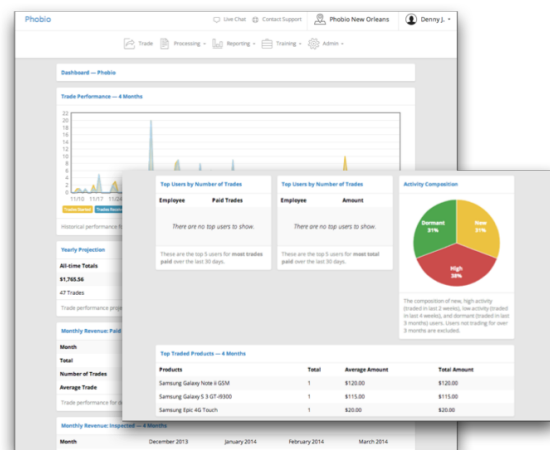 Phobio
Live Chat
Contact Support
Phobio New Orleans
Denny J.
Trade
Processing
Reporting
Training
Admin
Dashboard — Phobio
Trade Performance — 4 Months
22
20
18
16
14
12
10
8
6
4
2
0
11/10 11/17 11/24
Trades Started
Historical performance
Yearly Projection
All-time Totals
$1,765.56
47 Trades
Trade performance
Monthly Revenue: Paid
Month
Total
Number of Trades
Average Trade
Trade performance for
Monthly Revenue: Inspected — 4 Months
Month December 2013 January 2014 February 2014 March 2014
Top Users by Number of Trades
Employee Paid Trades
There are no top users to show.
These are the top 5 users for most trades
paid over the last 30 days.
Top Users by Number of Trades
Employee Amount
There are no top users to show.
These are the top 5 users for most total
paid over the last 30 days.
Activity Composition
Dormant
31%
New
31%
High
38%
The composition of new, high activity
(traded in last 2 weeks), low activity (traded
in last 4 weeks), and dormant (traded in last
3 months) users. Users not trading for over
3 months are excluded.
Top Traded Products — 4 Months
Products Total Average Amount Total Amount
Samsung Galaxy Note II GSM 1 $120.00 $120.00
Samsung Galaxy S 3 GT-i9300 1 $115.00 $115.00
Samsung Epic 4G Touch 1 $20.00 $20.00